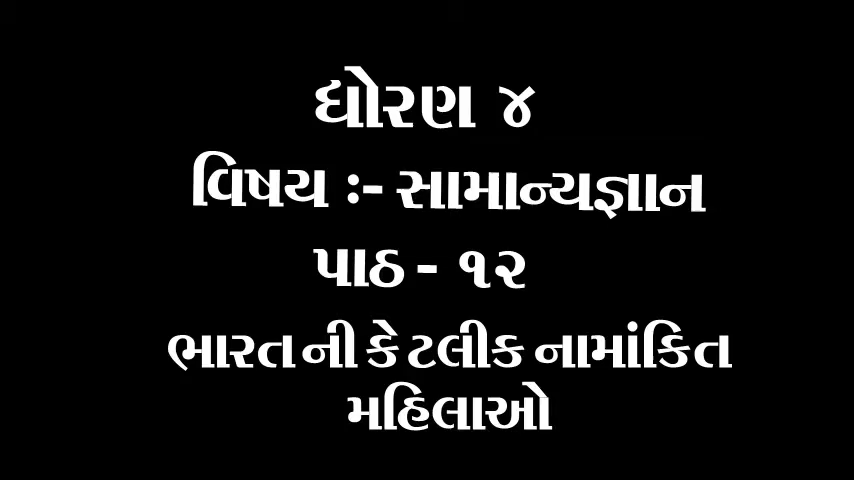 ધોરણ ૪
વિષય :- સામાન્યજ્ઞાન
પાઠ - ૧૨
ભારત ની કેટલીક નામાંકિત
મહિલાઓ